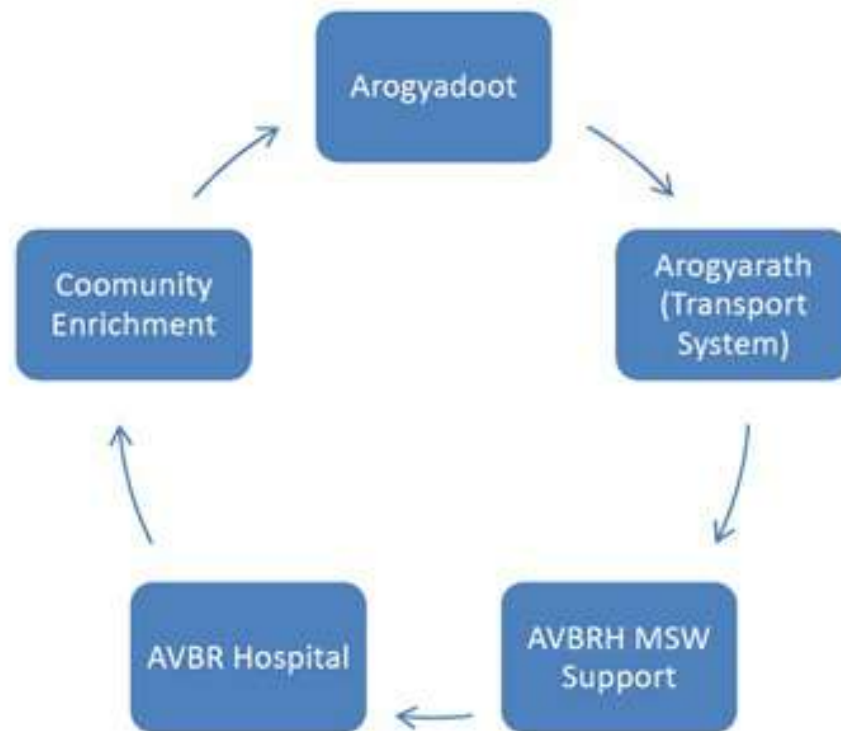 Arogyadoot
Arogyarath
(Transport
System)
AVBRH MSW
Support
AVBR Hospital
Coomunity
Enrichment